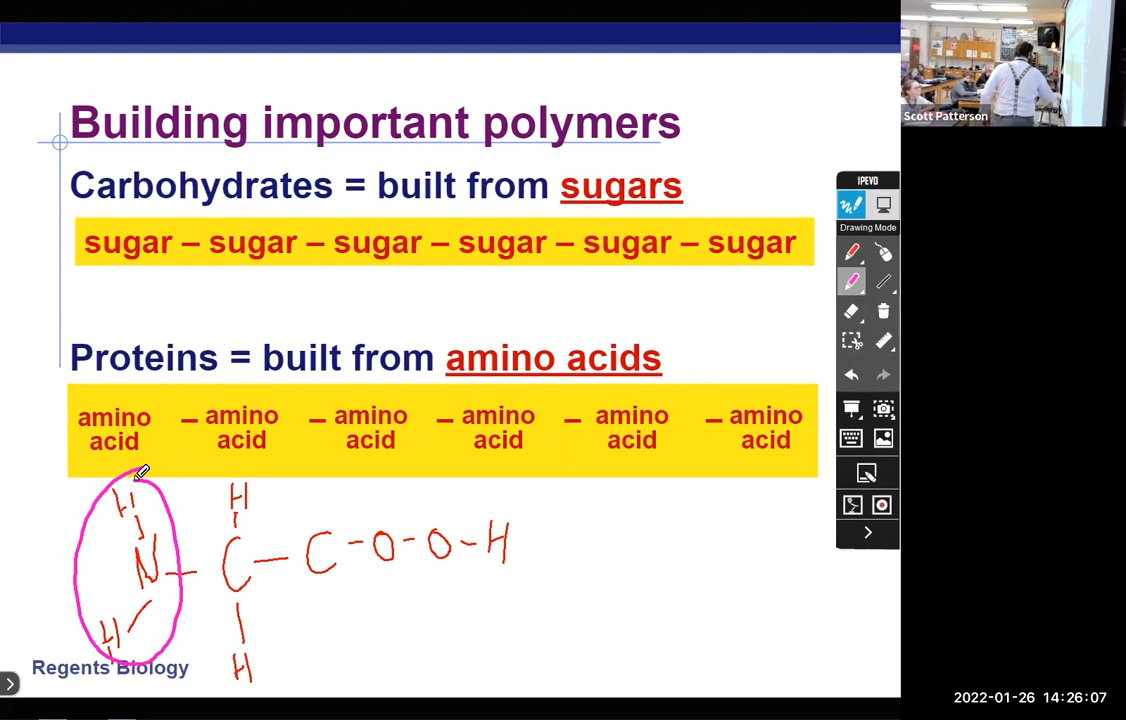 Building important polymers
Carbohydrates = built from sugars
sugar – sugar – sugar – sugar – sugar – sugar
Proteins = built from amino acids
amino acid – amino acid – amino acid – amino acid – amino acid – amino acid
H H
N – C – C – O – O – H
H H
Regents Biology
Scott Patterson
IPEVO
Drawing Mode
2022-01-26 14:26:07